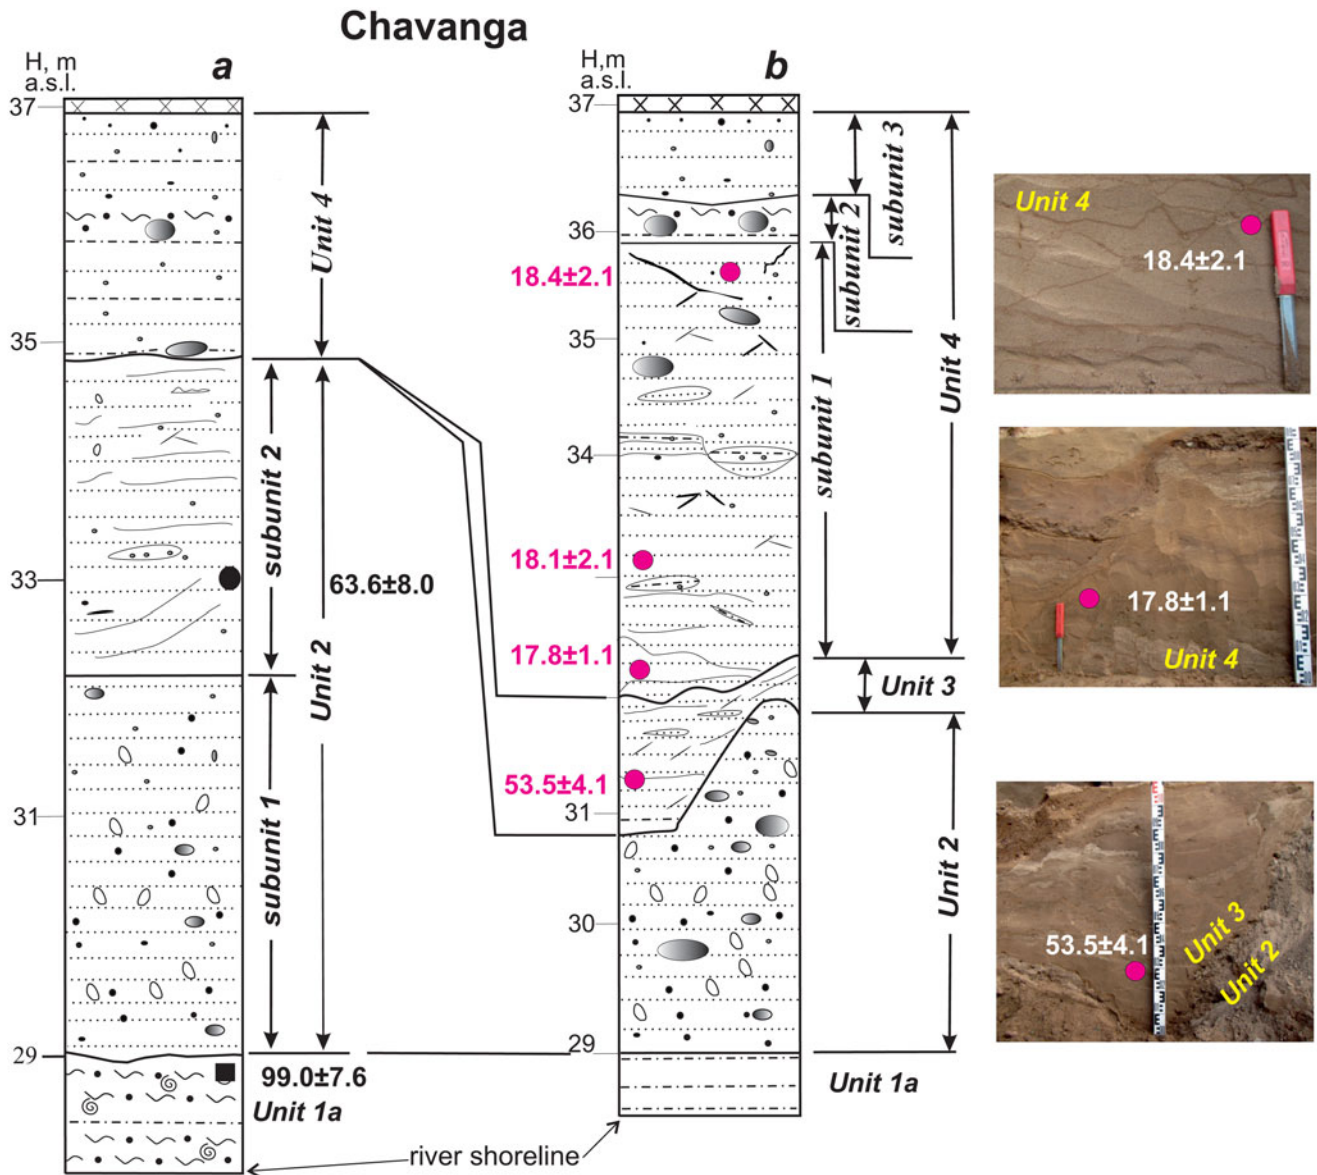 Chavanga
H, m
a.s.l.
a
37
35
33
31
29
Unit 4
subunit 2
subunit 1
Unit 2
63.6±8.0
99.0±7.6
Unit 1a
river shoreline
H,m
a.s.l.
b
37
36
35
34
31
30
29
18.4±2.1
18.1±2.1
17.8±1.1
53.5±4.1
subunit 3
subunit 2
subunit 1
Unit 4
Unit 3
Unit 2
Unit 1a
Unit 4
18.4±2.1
17.8±1.1
Unit 4
53.5±4.1
Unit 3
Unit 2